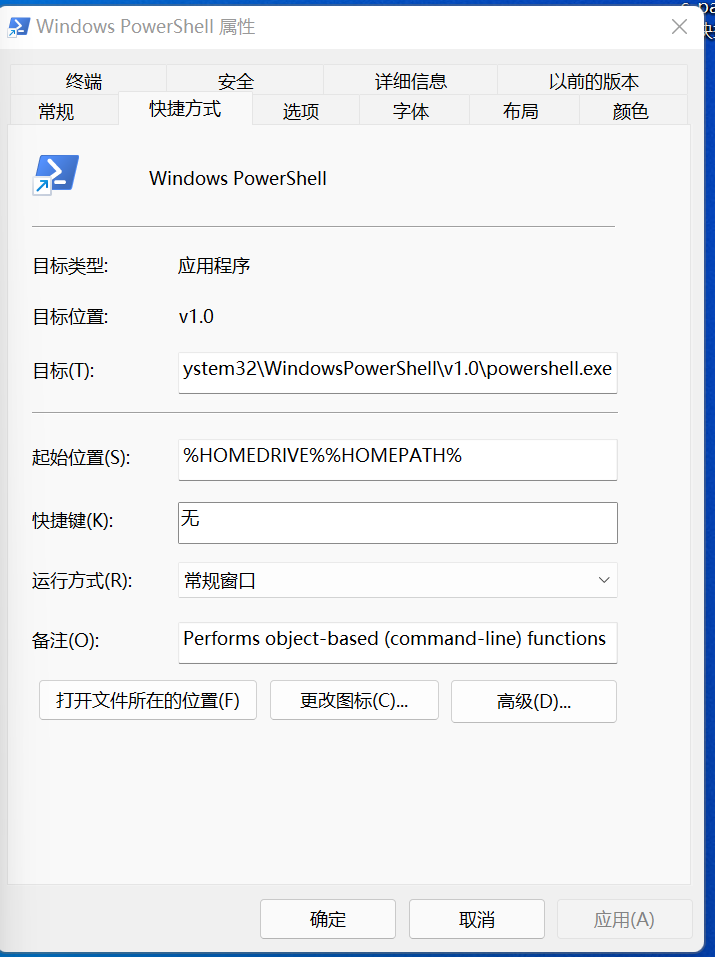 Windows PowerShell 属性
终端 安全 详细信息 以前的版本
常规 快捷方式 选项 字体 布局 颜色
Windows PowerShell
目标类型: 应用程序
目标位置: v1.0
目标(T): ystem32\WindowsPowerShell\v1.0\powershell.exe
起始位置(S): %HOMEDRIVE%%HOMEPATH%
快捷键(K): 无
运行方式(R): 常规窗口
备注(O): Performs object-based (command-line) functions
打开文件所在的位置(F) 更改图标(C)... 高级(D)...
确定 取消 应用(A)